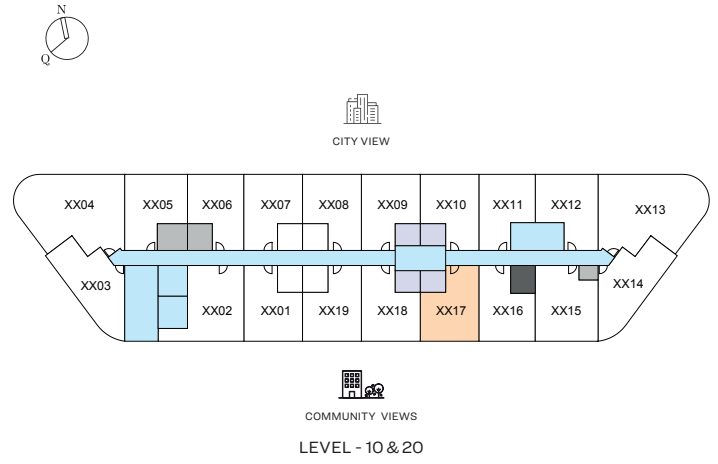 N
Q
CITY VIEW
XX04 XX05 XX06 XX07 XX08 XX09 XX10 XX11 XX12 XX13
XX03 XX02 XX01 XX19 XX18 XX17 XX16 XX15 XX14
COMMUNITY VIEWS
LEVEL - 10 & 20